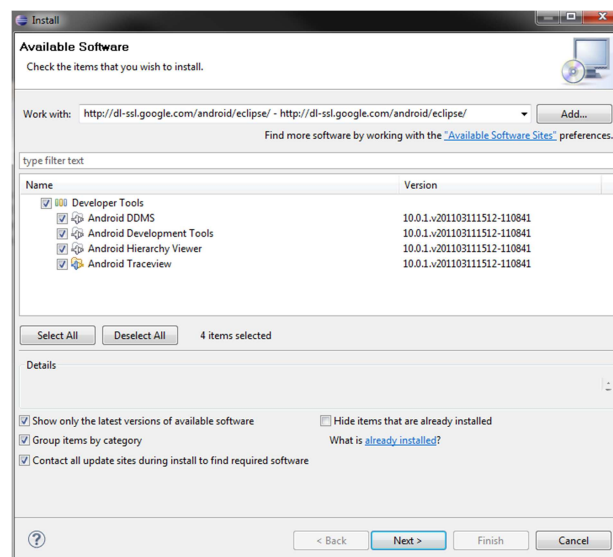 Install
Available Software
Check the items that you wish to install.
Work with: http://dl-ssl.google.com/android/eclipse/ - http://dl-ssl.google.com/android/eclipse/ Add...
Find more software by working with the "Available Software Sites" preferences.
type filter text
Name Version
Developer Tools
Android DDMS 10.0.1.v201103111512-110841
Android Development Tools 10.0.1.v201103111512-110841
Android Hierarchy Viewer 10.0.1.v201103111512-110841
Android Traceview 10.0.1.v201103111512-110841
Select All Deselect All 4 items selected
Details
Show only the latest versions of available software Hide items that are already installed
Group items by category What is already installed?
Contact all update sites during install to find required software
? < Back Next > Finish Cancel